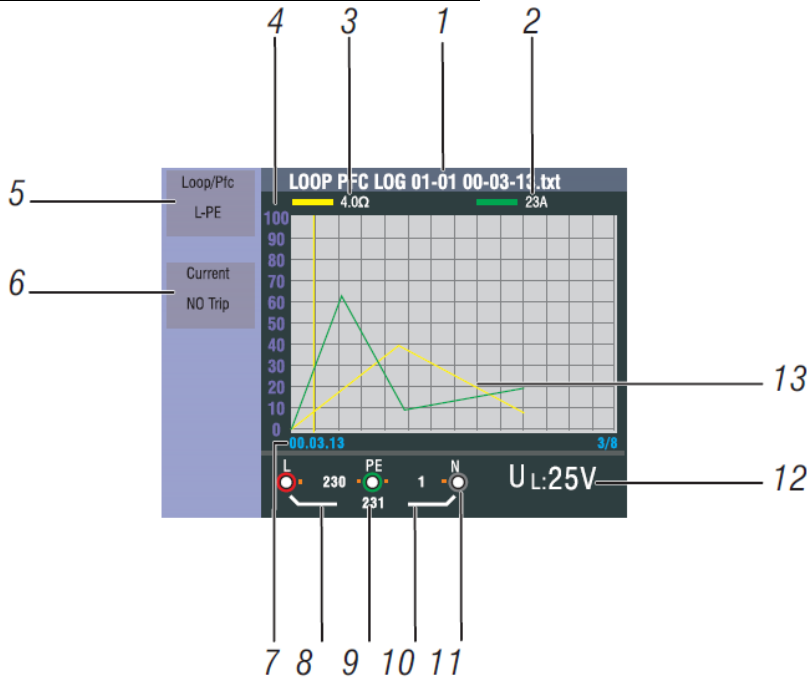 4 3 1 2
LOOP PFC LOG 01-01 00-03-13.txt
4.0Ω 23A
5
Loop/Pfc
L-PE
6
Current
NO Trip
100
90
80
70
60
50
40
30
20
10
0
13
00.03.13 3/8
L PE N
230 1
231
UL:25V
12
7 8 9 10 11